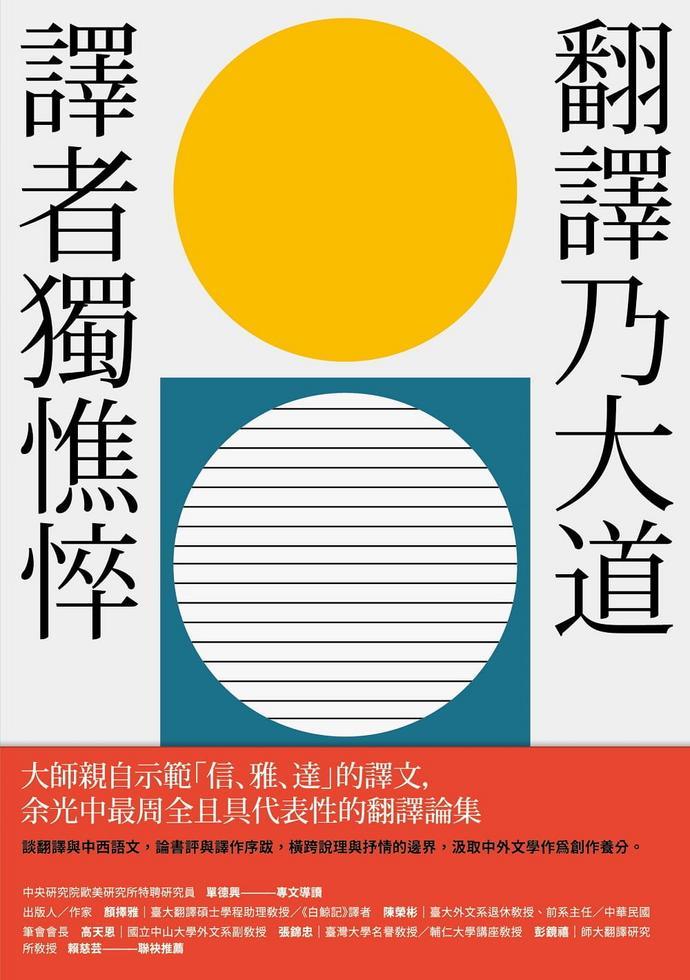 翻譯乃大道
譯者獨憔悴
大師親自示範「信、雅、達」的譯文,
余光中最周全且具代表性的翻譯論集
談翻譯與中西語文，論書評與譯作序跋，橫跨說理與抒情的邊界，汲取中外文學作為創作養分。
中央研究院歐美研究所特聘研究員　單德興———專文導讀
出版人／作家　顏擇雅｜臺大翻譯碩士學程助理教授／《白鯨記》譯者　陳榮彬｜臺大外文系退休教授、前系主任／中華民國
筆會會長　高天恩｜國立中山大學外文系副教授　張錦忠｜臺灣大學名譽教授／輔仁大學講座教授　彭鏡禧｜師大翻譯研究
所教授　賴慈芸———聯袂推薦